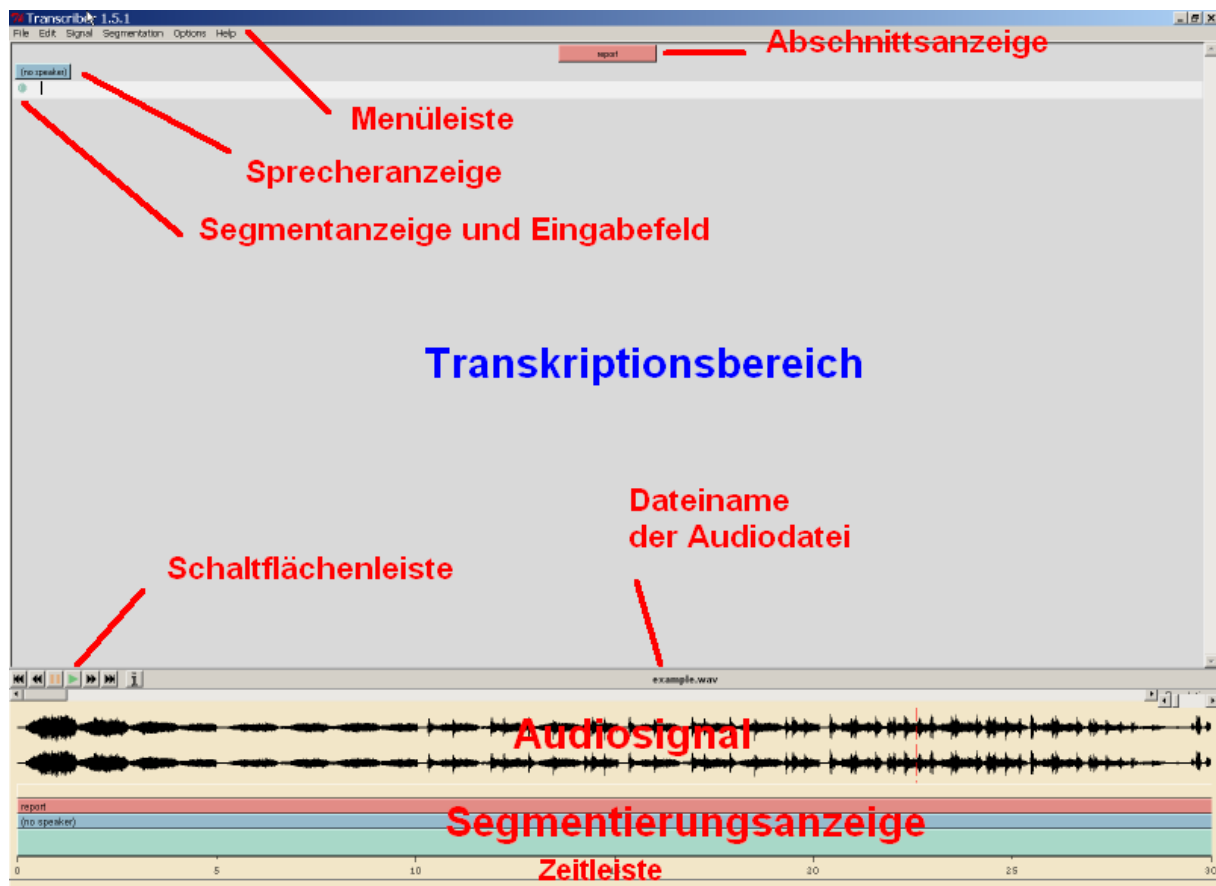 Transcriber 1.5.1
File Edit Signal Segmentation Options Help
report
Abschnittsanzeige
(no speaker)
Menüleiste
Sprecheranzeige
Segmentanzeige und Eingabefeld
Transkriptionsbereich
Dateiname
der Audiodatei
Schaltflächenleiste
i
example.wav
Audiosignal
report
(no speaker)
Segmentierungsanzeige
0 5 10 20 25 30
Zeitleiste